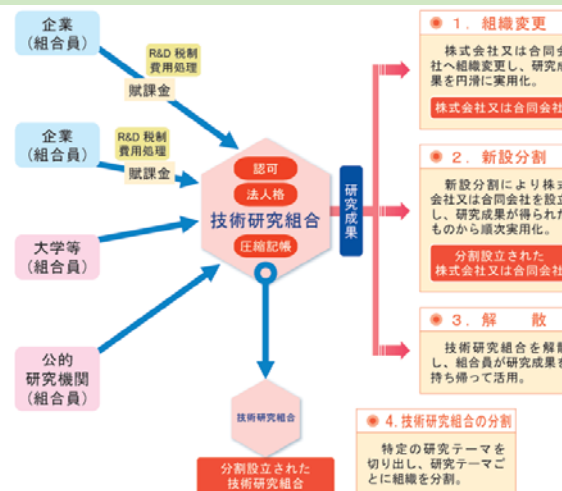 企業
(組合員)
R&D 税制
費用処理
賦課金
企業
(組合員)
R&D 税制
費用処理
賦課金
大学等
(組合員)
公的
研究機関
(組合員)
認可
法人格
技術研究組合
圧縮記帳
研究成果
技術研究組合
分割設立された
技術研究組合
1. 組織変更
株式会社又は合同会
社へ組織変更し、研究成
果を円滑に実用化。
株式会社又は合同会社
2. 新設分割
新設分割により株式
会社又は合同会社を設立
し、研究成果が得られた
ものから順次実用化。
分割設立された
株式会社又は合同会社
3. 解 散
技術研究組合を解散
し、組合員が研究成果を
持ち帰って活用。
4. 技術研究組合の分割
特定の研究テーマを
切り出し、研究テーマご
とに組織を分割。